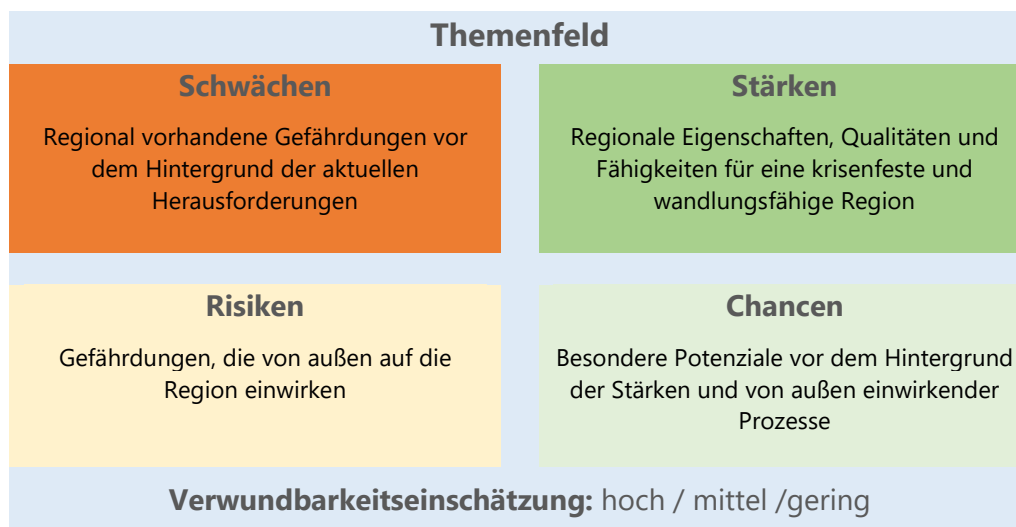 Themenfeld
Schwächen
Regional vorhandene Gefährdungen vor
dem Hintergrund der aktuellen
Herausforderungen
Stärken
Regionale Eigenschaften, Qualitäten und
Fähigkeiten für eine krisenfeste und
wandlungsfähige Region
Risiken
Gefährdungen, die von außen auf die
Region einwirken
Chancen
Besondere Potenziale vor dem Hintergrund
der Stärken und von außen einwirkender
Prozesse
Verwundbarkeitseinschätzung: hoch / mittel /gering